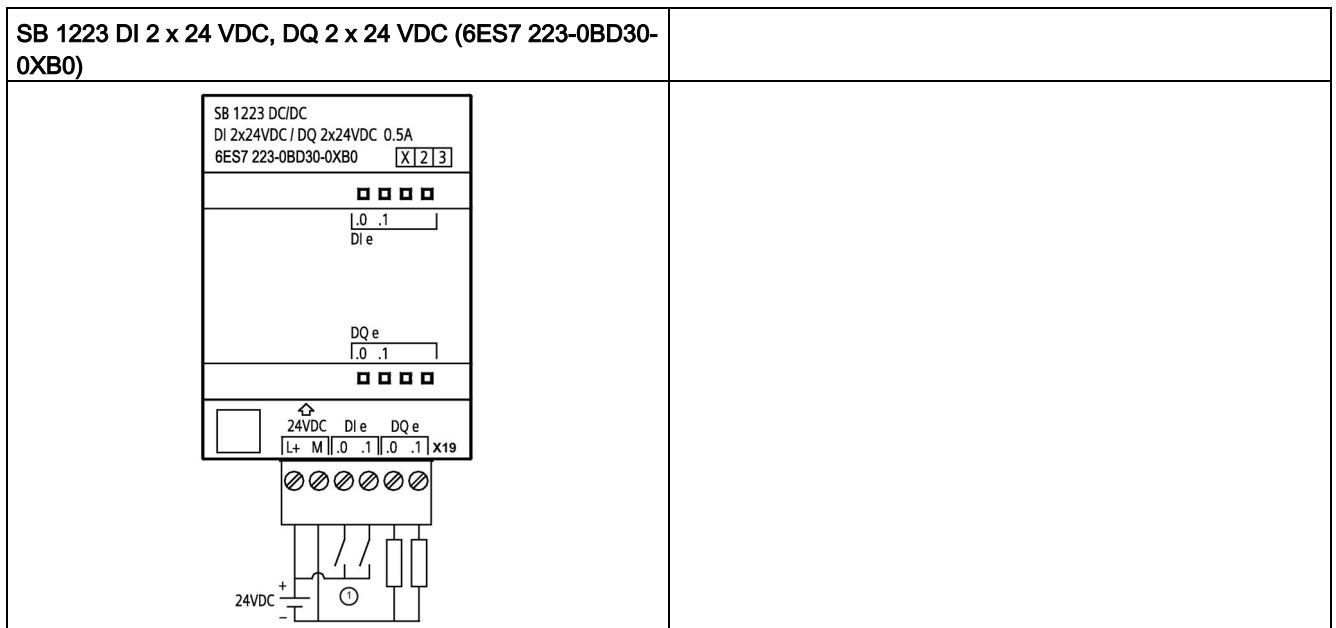 SB 1223 DI 2 x 24 VDC, DQ 2 x 24 VDC (6ES7 223-0BD30-
0XB0)
SB 1223 DC/DC
DI 2x24VDC / DQ 2x24VDC 0.5A
6ES7 223-0BD30-0XB0 X 2 3
.0 .1
DI e
DQ e
.0 .1
24VDC DI e DQ e
L+ M .0 .1 .0 .1 X19
+
24VDC 1
−